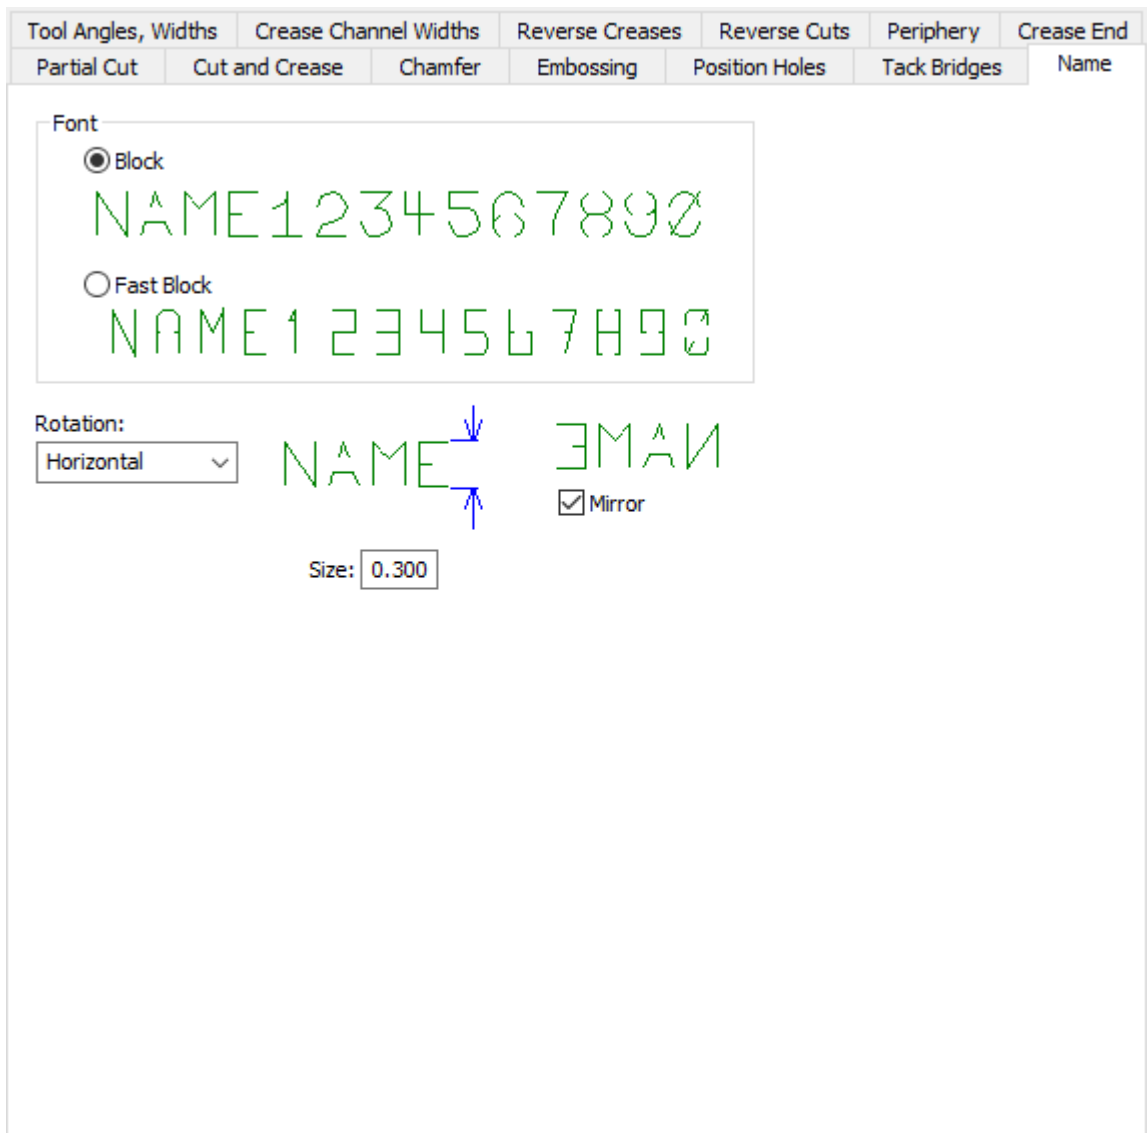 Tool Angles, Widths Crease Channel Widths Reverse Creases Reverse Cuts Periphery Crease End
Partial Cut Cut and Crease Chamfer Embossing Position Holes Tack Bridges Name
Font
Block
NAME1234567890
Fast Block
NAME1234567890
Rotation:
Horizontal
NAME
NAME
Mirror
Size: 0.300